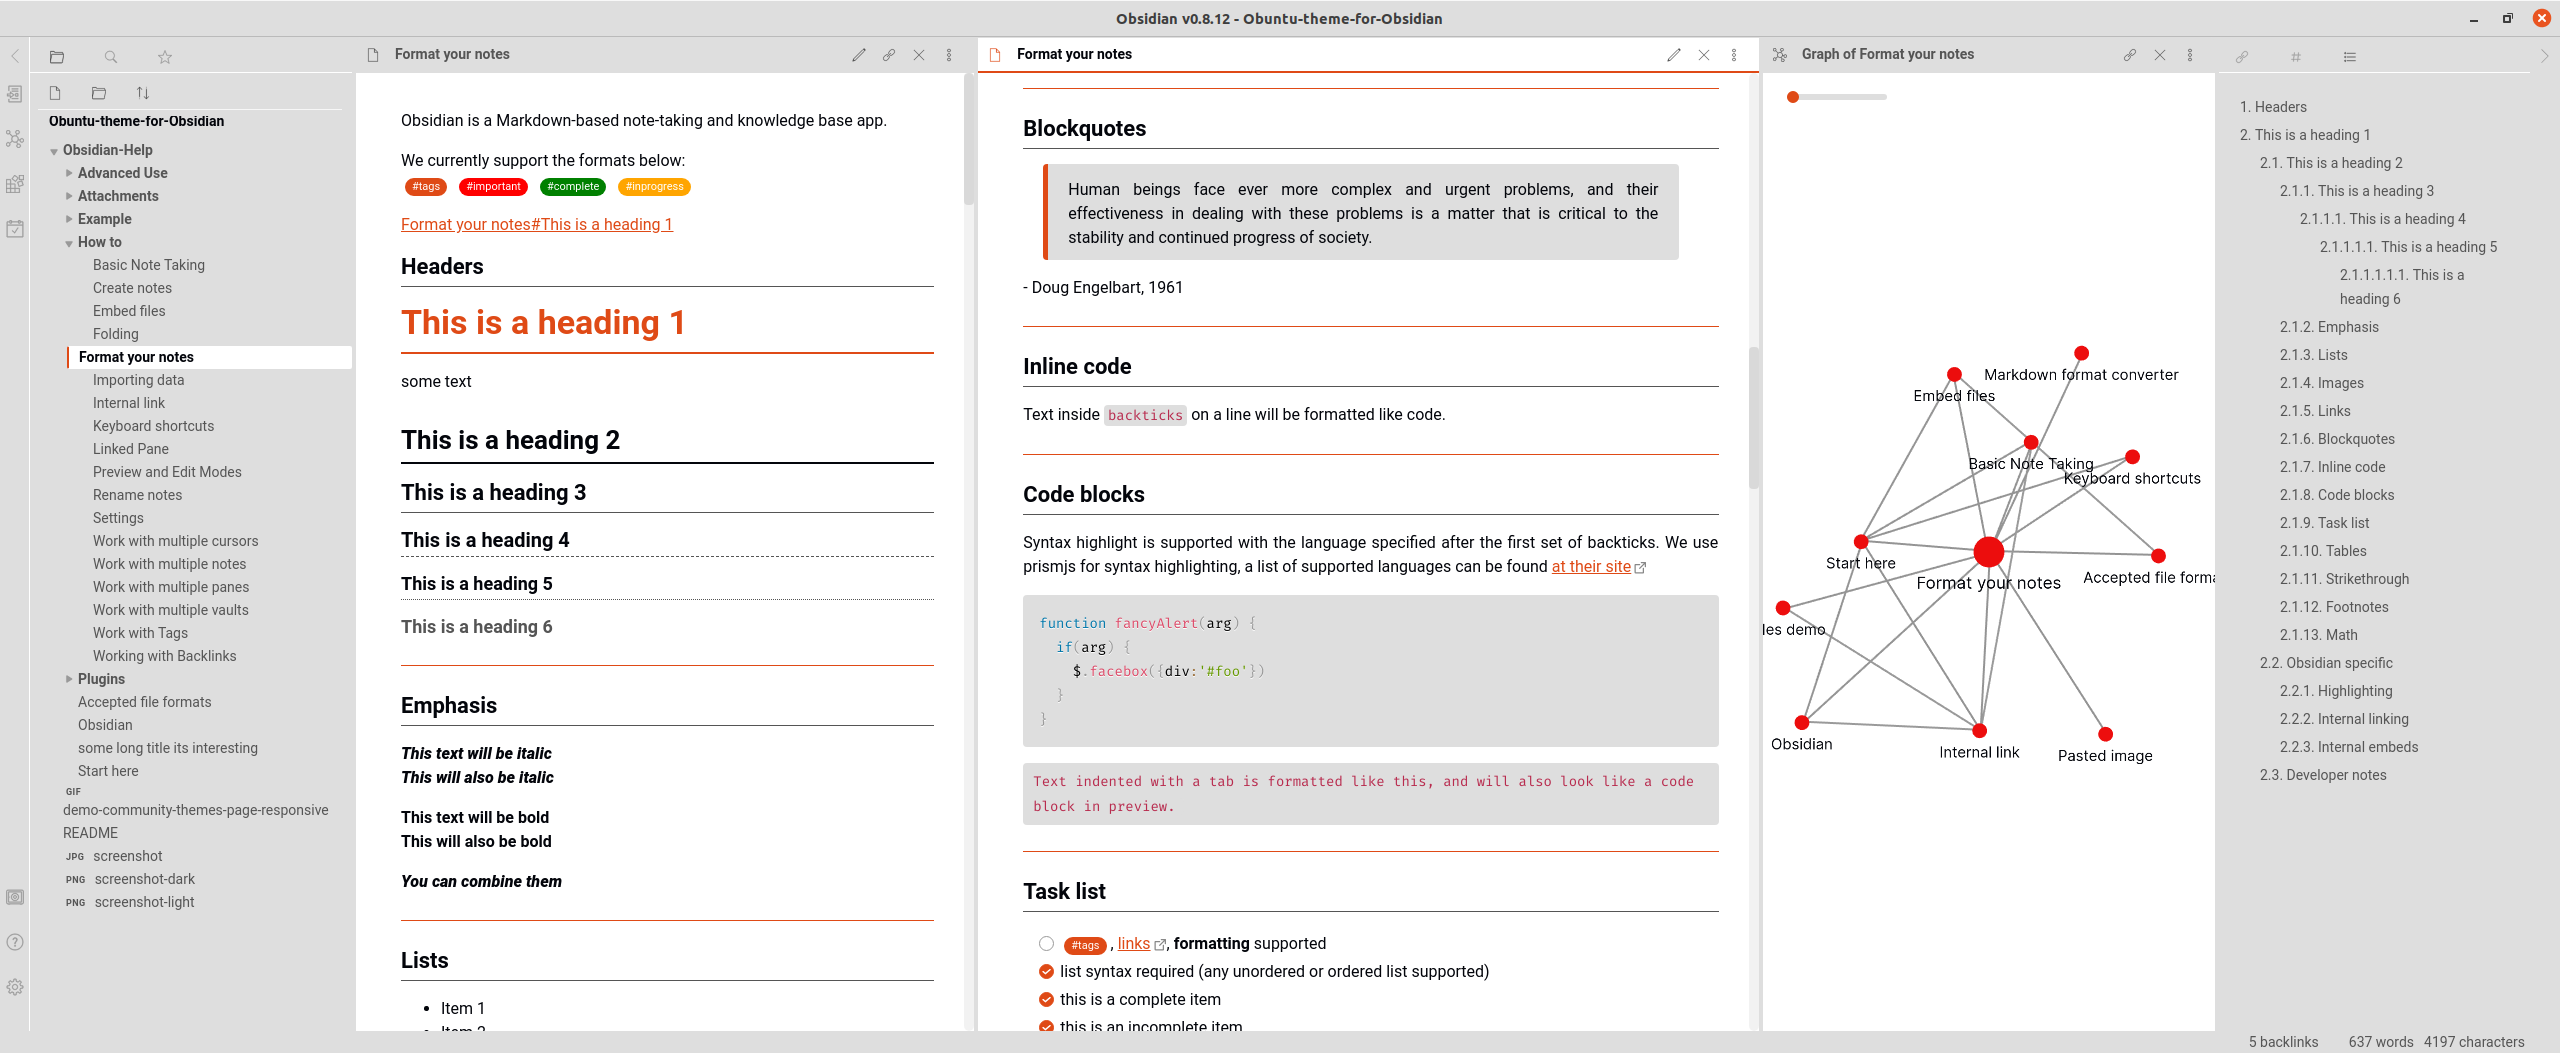 Obsidian v0.8.12 - Obuntu-theme-for-Obsidian
Obuntu-theme-for-Obsidian
Obsidian-Help
Advanced Use
Attachments
Example
How to
Basic Note Taking
Create notes
Embed files
Folding
Format your notes
Importing data
Internal link
Keyboard shortcuts
Linked Pane
Preview and Edit Modes
Rename notes
Settings
Work with multiple cursors
Work with multiple notes
Work with multiple panes
Work with multiple vaults
Work with Tags
Working with Backlinks
Plugins
Accepted file formats
Obsidian
some long title its interesting
Start here
GIF
demo-community-themes-page-responsive
README
JPG screenshot
PNG screenshot-dark
PNG screenshot-light
Format your notes
Obsidian is a Markdown-based note-taking and knowledge base app.
We currently support the formats below:
#tags #important #complete #inprogress
Format your notes#This is a heading 1
Headers
This is a heading 1
some text
This is a heading 2
This is a heading 3
This is a heading 4
This is a heading 5
This is a heading 6
Emphasis
This text will be italic
This will also be italic
This text will be bold
This will also be bold
You can combine them
Lists
• Item 1
Format your notes
Blockquotes
Human beings face ever more complex and urgent problems, and their
effectiveness in dealing with these problems is a matter that is critical to the
stability and continued progress of society.
- Doug Engelbart, 1961
Inline code
Text inside backticks on a line will be formatted like code.
Code blocks
Syntax highlight is supported with the language specified after the first set of backticks. We use
prismjs for syntax highlighting, a list of supported languages can be found at their site
function fancyAlert(arg) {
if(arg) {
$.facebox({div:'#foo'})
}
}
Text indented with a tab is formatted like this, and will also look like a code
block in preview.
Task list
#tags , links , formatting supported
list syntax required (any unordered or ordered list supported)
this is a complete item
this is an incomplete item
Graph of Format your notes
Markdown format converter
Embed files
Basic Note Taking
Keyboard shortcuts
Start here
Format your notes
Accepted file forma
les demo
Obsidian
Internal link
Pasted image
1. Headers
2. This is a heading 1
2.1. This is a heading 2
2.1.1. This is a heading 3
2.1.1.1. This is a heading 4
2.1.1.1.1. This is a heading 5
2.1.1.1.1.1. This is a
heading 6
2.1.2. Emphasis
2.1.3. Lists
2.1.4. Images
2.1.5. Links
2.1.6. Blockquotes
2.1.7. Inline code
2.1.8. Code blocks
2.1.9. Task list
2.1.10. Tables
2.1.11. Strikethrough
2.1.12. Footnotes
2.1.13. Math
2.2. Obsidian specific
2.2.1. Highlighting
2.2.2. Internal linking
2.2.3. Internal embeds
2.3. Developer notes
5 backlinks 637 words 4197 characters